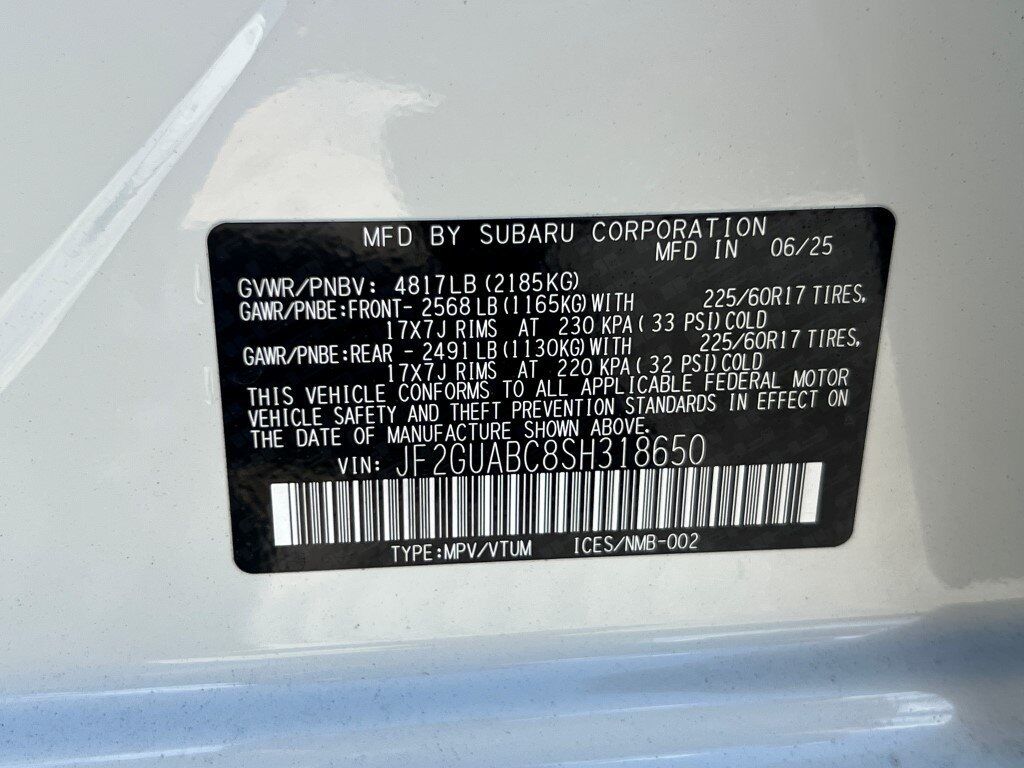 MFD BY SUBARU CORPORATION
MFD IN 06/25
GVWR/PNBV: 4817LB (2185KG)
GAWR/PNBE:FRONT- 2568 LB (1165KG) WITH 225/60R17 TIRES,
17X7J RIMS AT 230 KPA ( 33 PSI) COLD
GAWR/PNBE:REAR - 2491 LB (1130KG) WITH 225/60R17 TIRES,
17X7J RIMS AT 220 KPA ( 32 PSI) COLD
THIS VEHICLE CONFORMS TO ALL APPLICABLE FEDERAL MOTOR
VEHICLE SAFETY AND THEFT PREVENTION STANDARDS IN EFFECT ON
THE DATE OF MANUFACTURE SHOWN ABOVE.
VIN: JF2GUABC8SH318650
TYPE:MPV/VTUM ICES/NMB-002